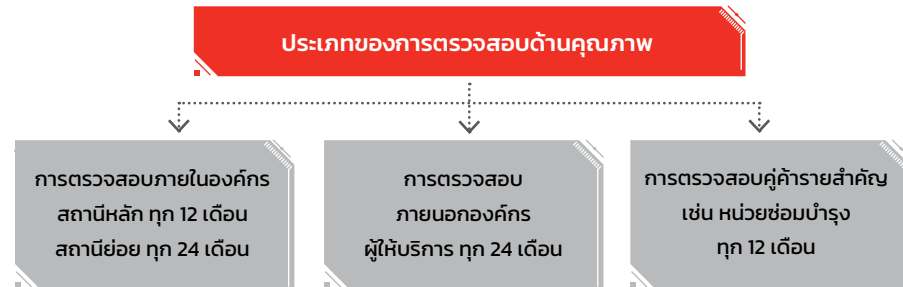 ประเภทของการตรวจสอบด้านคุณภาพ
การตรวจสอบภายในองค์กร
สถานีหลัก ทุก 12 เดือน
สถานีย่อย ทุก 24 เดือน
การตรวจสอบ
ภายนอกองค์กร
ผู้ให้บริการ ทุก 24 เดือน
การตรวจสอบคู่ค้ารายสำคัญ
เช่น หน่วยซ่อมบำรุง
ทุก 12 เดือน